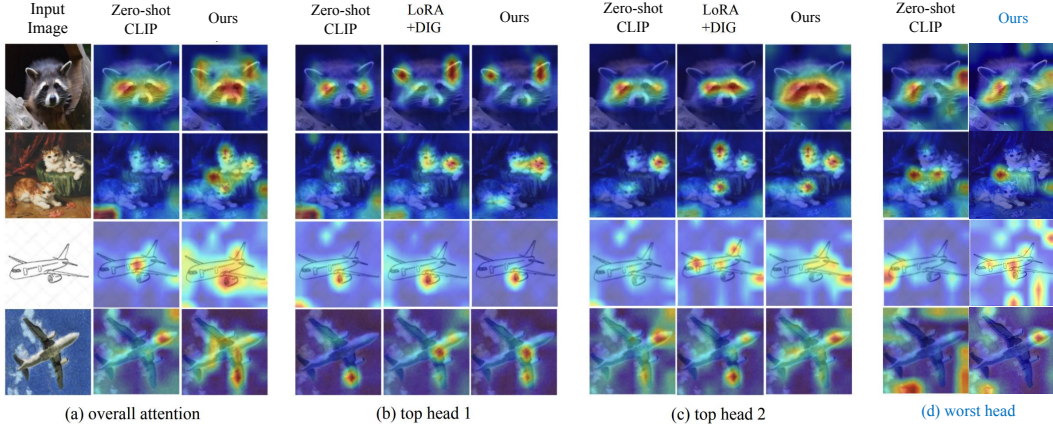 Input Image
Zero-shot CLIP
Ours
Zero-shot CLIP
LoRA +DIG
Ours
Zero-shot CLIP
LoRA +DIG
Ours
Zero-shot CLIP
Ours
(a) overall attention
(b) top head 1
(c) top head 2
(d) worst head